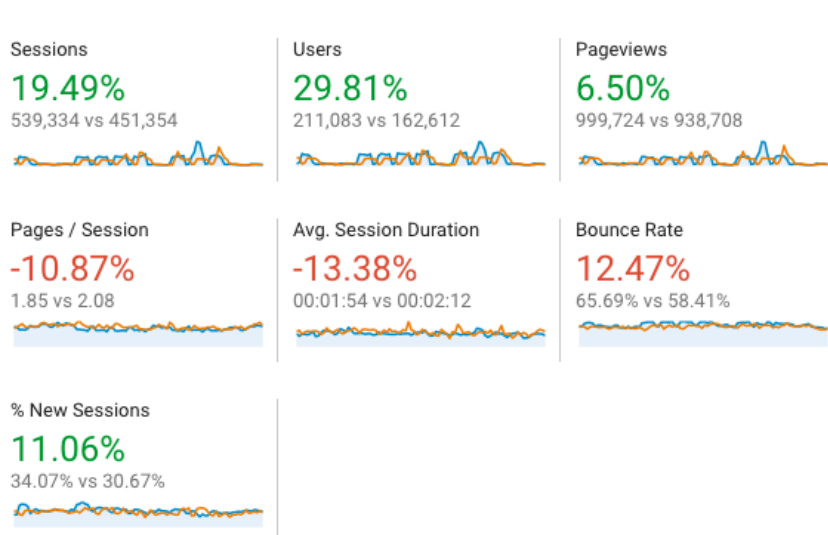 Sessions
19.49%
539,334 vs 451,354
Users
29.81%
211,083 vs 162,612
Pageviews
6.50%
999,724 vs 938,708
Pages / Session
-10.87%
1.85 vs 2.08
Avg. Session Duration
-13.38%
00:01:54 vs 00:02:12
Bounce Rate
12.47%
65.69% vs 58.41%
% New Sessions
11.06%
34.07% vs 30.67%